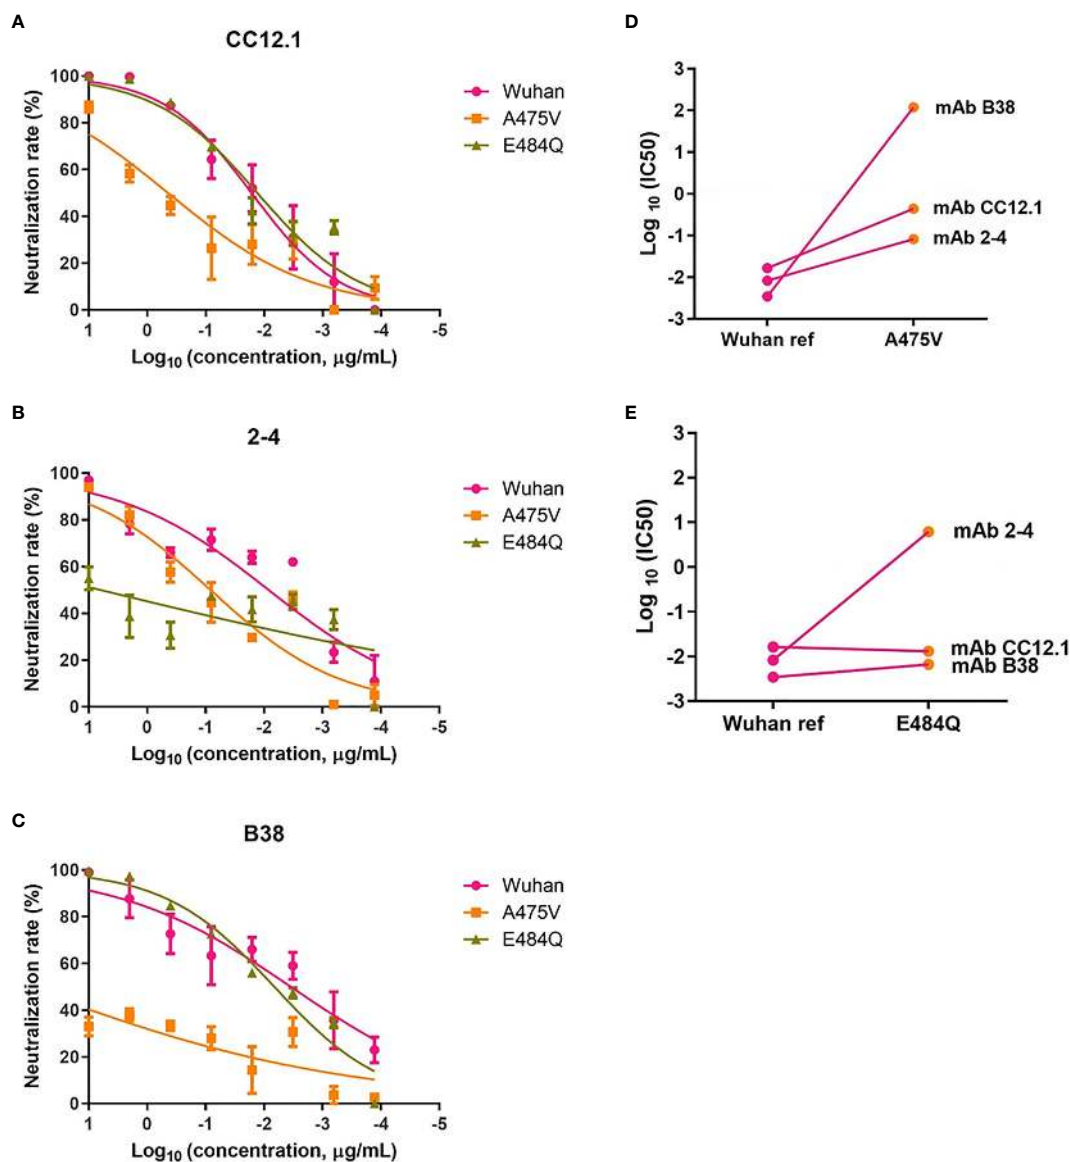 A
CC12.1
Neutralization rate (%)
100
80
60
40
20
0
1 0 -1 -2 -3 -4 -5
Log10 (concentration, µg/mL)
Wuhan
A475V
E484Q
D
Log 10 (IC50)
3
2
1
0
-1
-2
-3
mAb B38
mAb CC12.1
mAb 2-4
Wuhan ref A475V
B
2-4
Neutralization rate (%)
100
80
60
40
20
0
1 0 -1 -2 -3 -4 -5
Log10 (concentration, µg/mL)
Wuhan
A475V
E484Q
E
Log 10 (IC50)
3
2
1
0
-1
-2
-3
mAb 2-4
mAb CC12.1
mAb B38
Wuhan ref E484Q
C
B38
Neutralization rate (%)
100
80
60
40
20
0
1 0 -1 -2 -3 -4 -5
Log10 (concentration, µg/mL)
Wuhan
A475V
E484Q